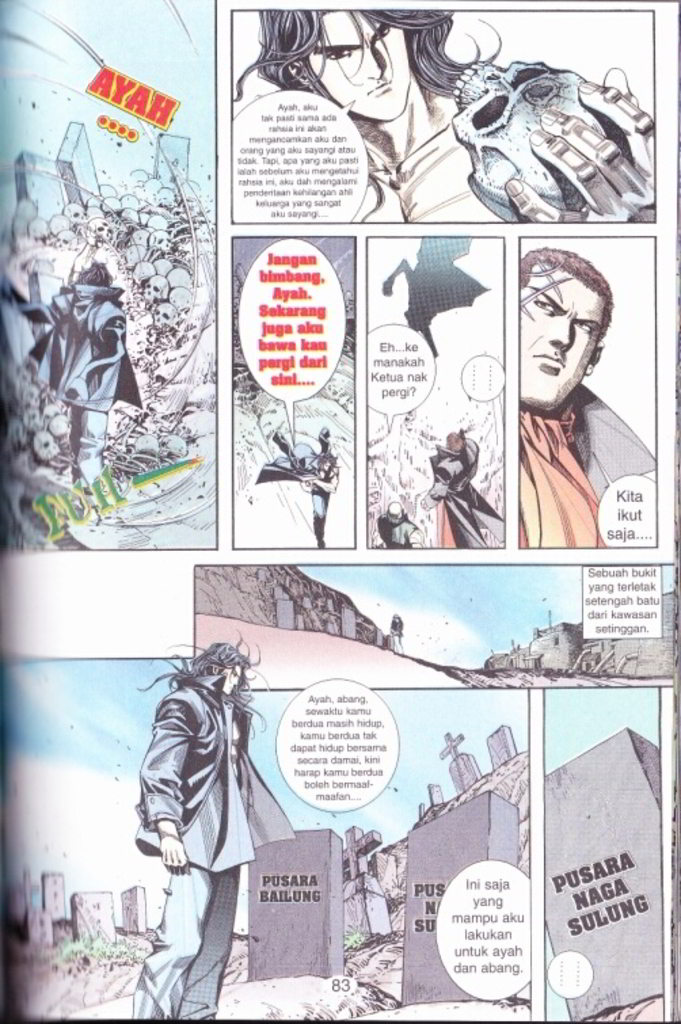 AYAH
....
FUH
Ayah, aku
tak pasti sama ada
rahsia ini akan
mengancamkan aku dan
orang yang aku sayangi atau
tidak. Tapi, apa yang aku pasti
ialah sebelum aku mengetahui
rahsia ini, aku dah mengalami
penderitaan kehilangan ahli
keluarga yang sangat
aku sayangi....
Jangan
bimbang,
Ayah.
Sekarang
juga aku
bawa kau
pergi dari
sini....
Eh...ke
manakah
Ketua nak
pergi?
......
Kita
ikut
saja....
Sebuah bukit
yang terletak
setengah batu
dari kawasan
setinggan.
Ayah, abang,
sewaktu kamu
berdua masih hidup,
kamu berdua tak
dapat hidup bersama
secara damai, kini
harap kamu berdua
boleh bermaaf-
maafan....
PUSARA
BAILUNG
PUS
NA
SU
Ini saja
yang
mampu aku
lakukan
untuk ayah
dan abang.
PUSARA
NAGA
SULUNG
......
83